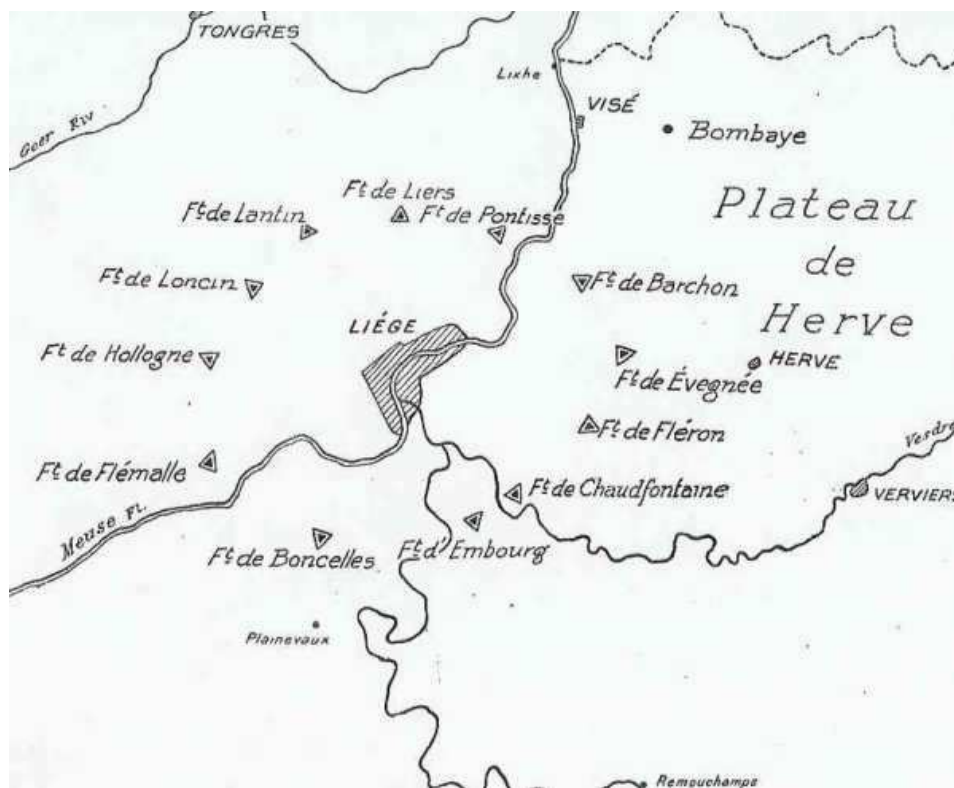 TONGRES
Lixhe
VISÉ
Geer Riv.
Bombaye
Ft de Liers
Ft de Lantin
Ft de Pontisse
Plateau
de
Herve
Ft de Loncin
Ft de Barchon
LIÉGE
Ft de Hollogne
HERVE
Ft de Évegnée
Ft de Fléron
Vesdre
Ft de Flémalle
Ft de Chaudfontaine
VERVIERS
Meuse Fl.
Ft de Boncelles
Ft d'Embourg
Plainevaux
Remouchamps